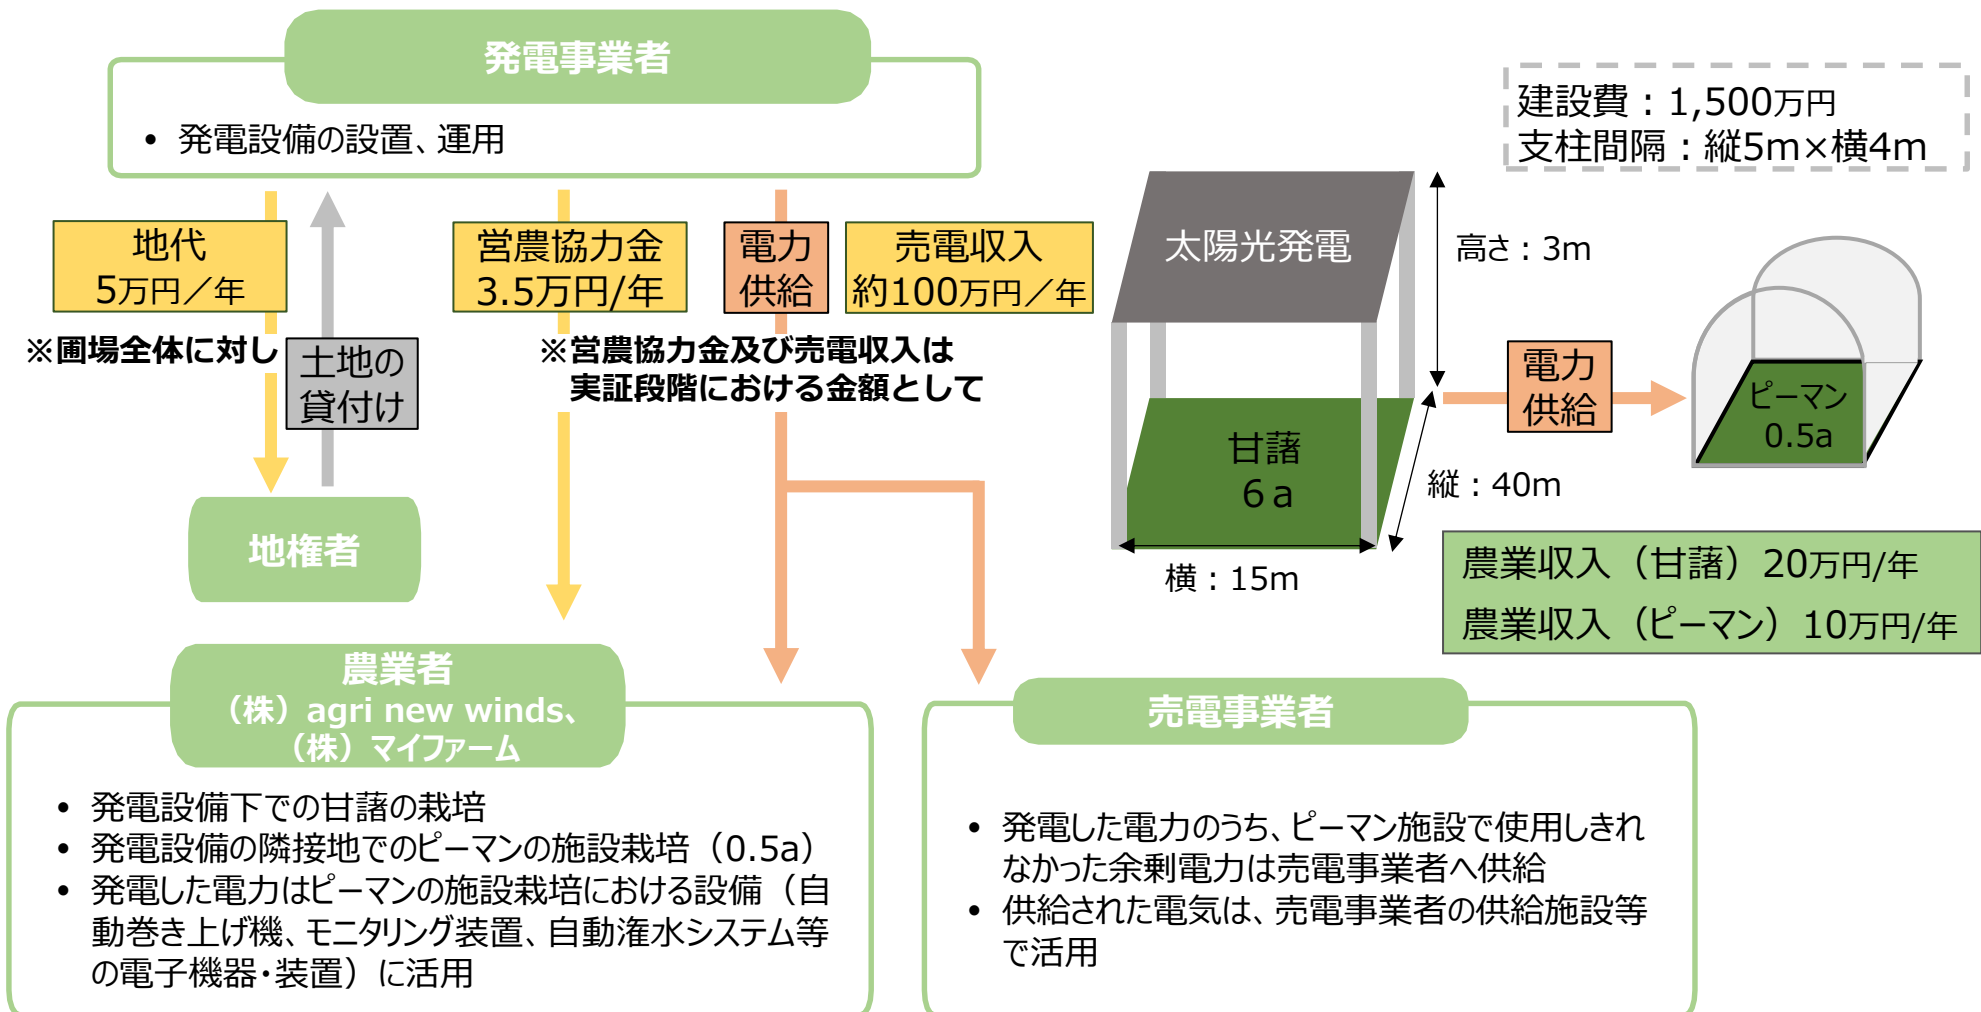 発電事業者
• 発電設備の設置、運用
地代
5万円／年
※圃場全体に対し
土地の
貸付け
営農協力金
3.5万円/年
電力
供給
売電収入
約100万円／年
※営農協力金及び売電収入は
実証段階における金額として
地権者
農業者
（株）agri new winds、
（株）マイファーム
• 発電設備下での甘藷の栽培
• 発電設備の隣接地でのピーマンの施設栽培（0.5a）
• 発電した電力はピーマンの施設栽培における設備（自
動巻き上げ機、モニタリング装置、自動潅水システム等
の電子機器・装置）に活用
売電事業者
• 発電した電力のうち、ピーマン施設で使用しきれ
なかった余剰電力は売電事業者へ供給
• 供給された電気は、売電事業者の供給施設等
で活用
建設費：1,500万円
支柱間隔：縦5m×横4m
太陽光発電
高さ：3m
甘藷
６a
縦：40m
横：15m
電力
供給
ピーマン
0.5a
農業収入（甘藷）20万円/年
農業収入（ピーマン）10万円/年